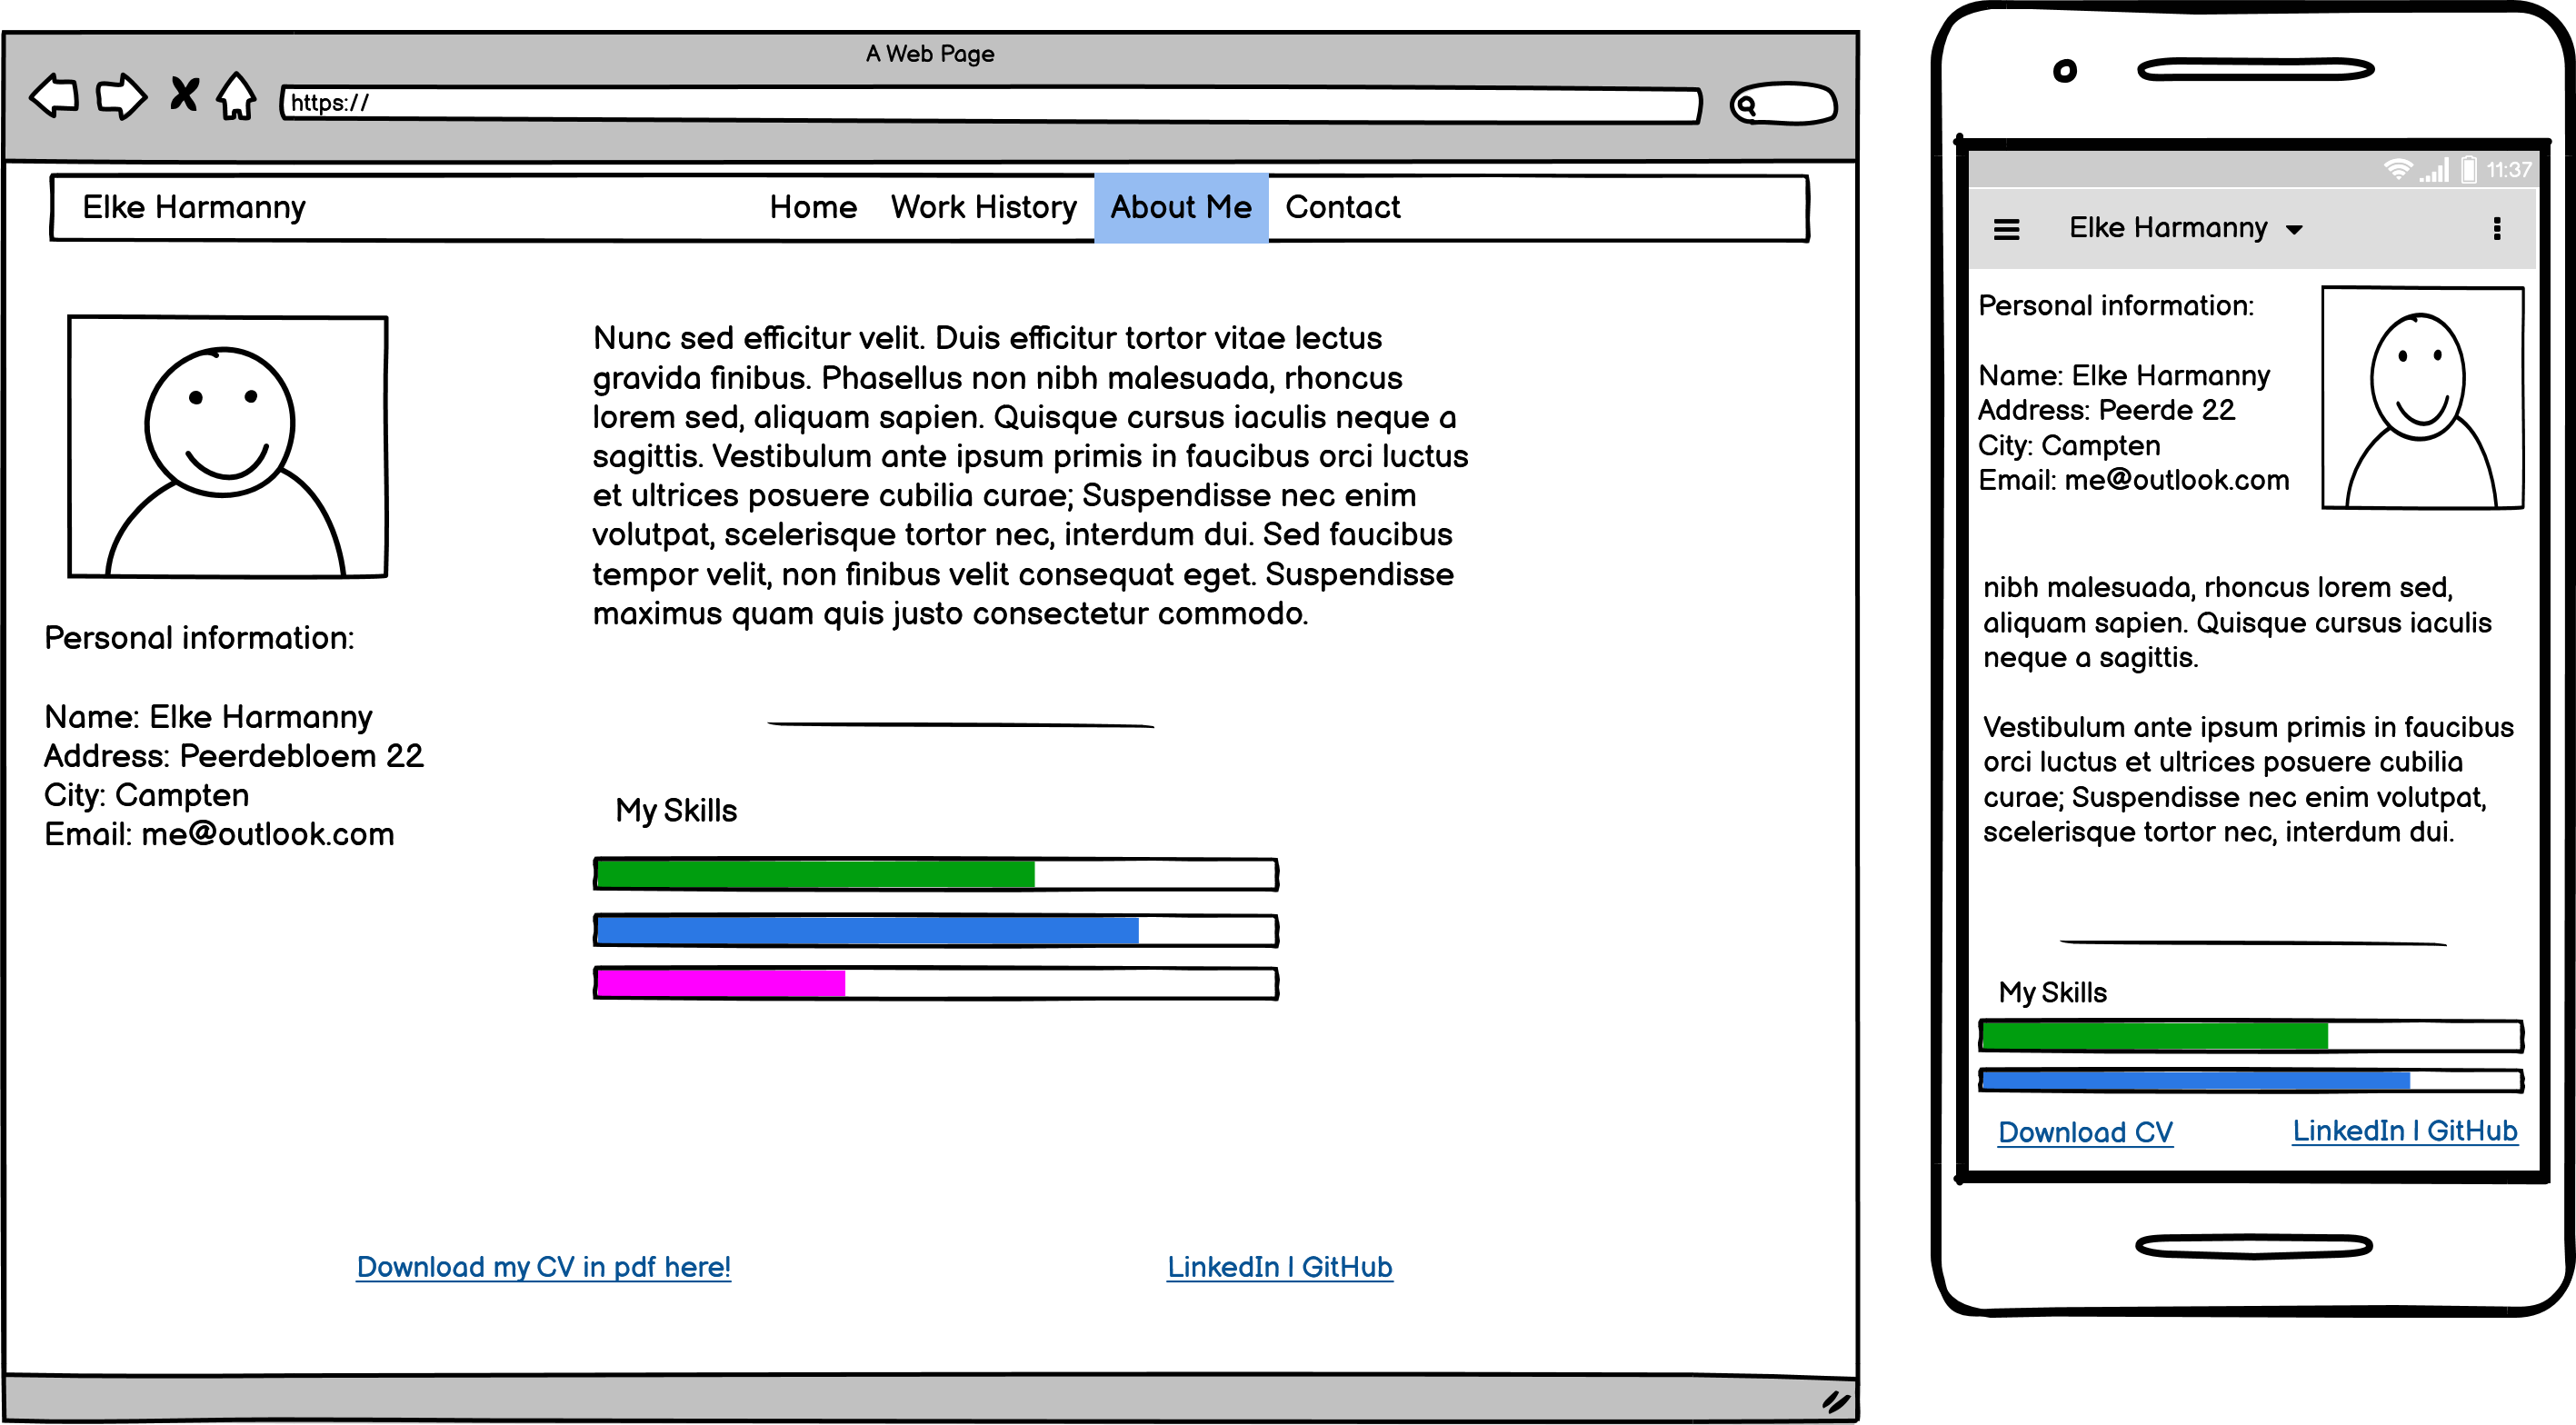 A Web Page
https://
Elke Harmanny
Home Work History About Me Contact
Nunc sed efficitur velit. Duis efficitur tortor vitae lectus
gravida finibus. Phasellus non nibh malesuada, rhoncus
lorem sed, aliquam sapien. Quisque cursus iaculis neque a
sagittis. Vestibulum ante ipsum primis in faucibus orci luctus
et ultrices posuere cubilia curae; Suspendisse nec enim
volutpat, scelerisque tortor nec, interdum dui. Sed faucibus
tempor velit, non finibus velit consequat eget. Suspendisse
maximus quam quis justo consectetur commodo.
Personal information:
Name: Elke Harmanny
Address: Peerdebloem 22
City: Campten
Email: me@outlook.com
My Skills
Download my CV in pdf here!
LinkedIn | GitHub
11:37
Elke Harmanny
Personal information:
Name: Elke Harmanny
Address: Peerde 22
City: Campten
Email: me@outlook.com
nibh malesuada, rhoncus lorem sed,
aliquam sapien. Quisque cursus iaculis
neque a sagittis.
Vestibulum ante ipsum primis in faucibus
orci luctus et ultrices posuere cubilia
curae; Suspendisse nec enim volutpat,
scelerisque tortor nec, interdum dui.
My Skills
Download CV
LinkedIn | GitHub